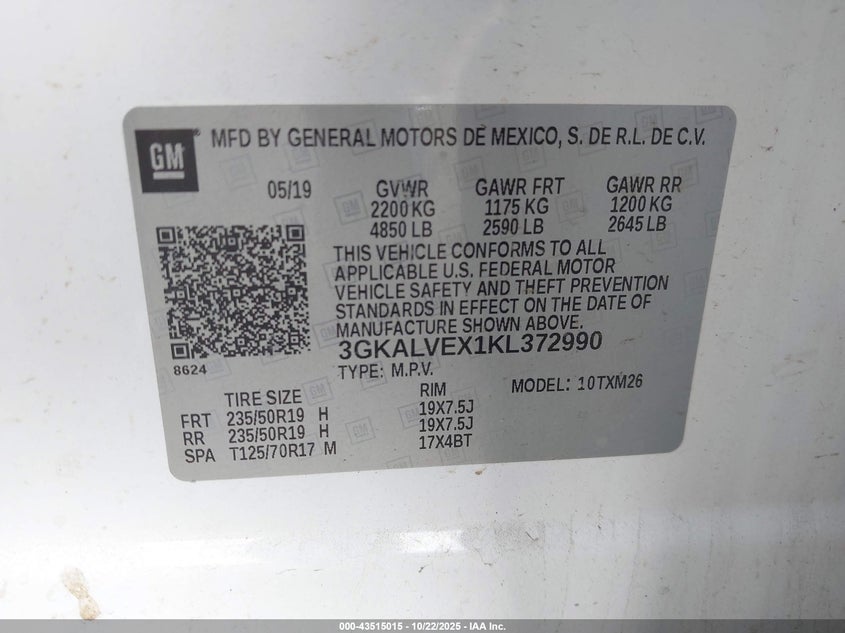 GM® MFD BY GENERAL MOTORS DE MEXICO, S. DE R.L. DE C.V.
05/19 GVWR GAWR FRT GAWR RR
2200 KG 1175 KG 1200 KG
4850 LB 2590 LB 2645 LB
THIS VEHICLE CONFORMS TO ALL
APPLICABLE U.S. FEDERAL MOTOR
VEHICLE SAFETY AND THEFT PREVENTION
STANDARDS IN EFFECT ON THE DATE OF
MANUFACTURE SHOWN ABOVE.
3GKALVEX1KL372990
8624
TYPE: M.P.V. MODEL: 10TXM26
TIRE SIZE RIM
FRT 235/50R19 H 19X7.5J
RR 235/50R19 H 19X7.5J
SPA T125/70R17 M 17X4BT
000-43515015 - 10/22/2025 - IAA Inc.